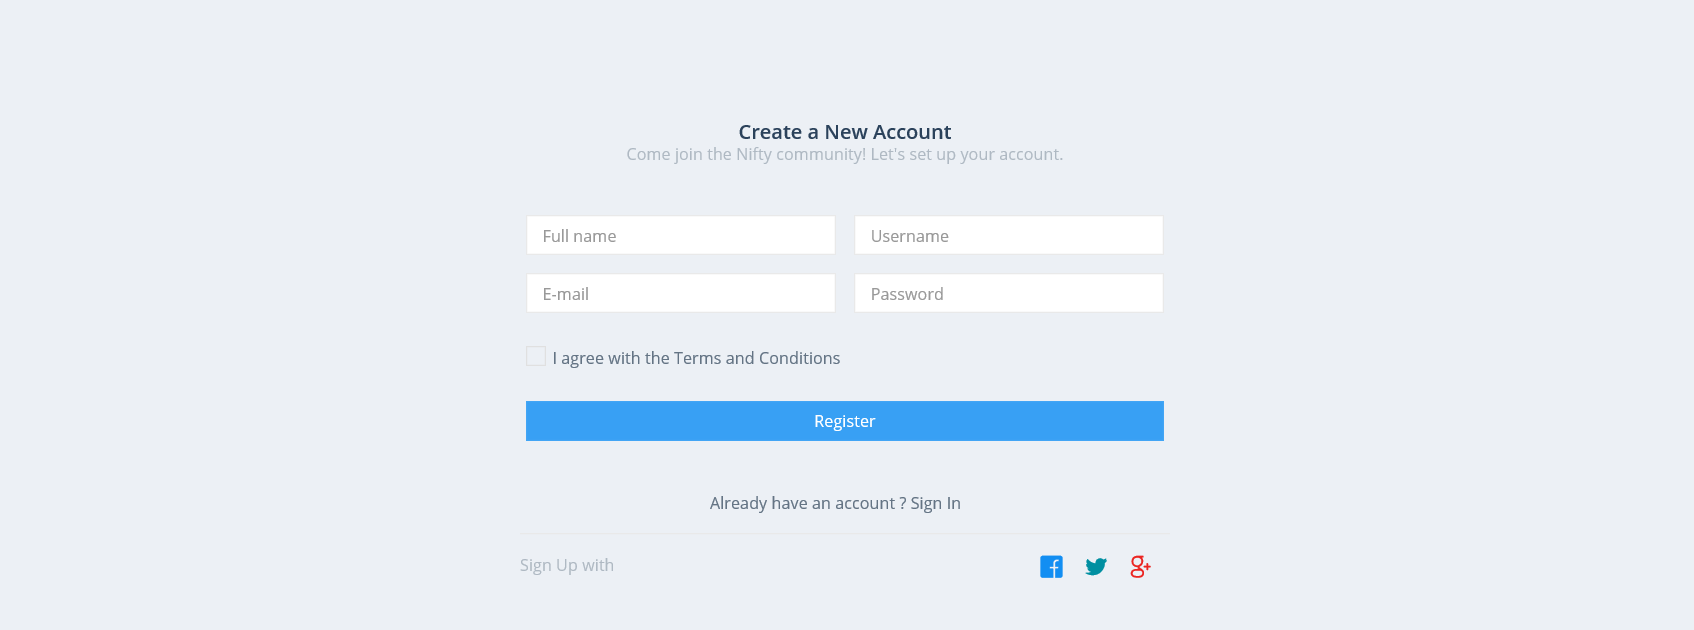 Create a New Account
Come join the Nifty community! Let's set up your account.
Full name
Username
E-mail
Password
I agree with the Terms and Conditions
Register
Already have an account ? Sign In
Sign Up with